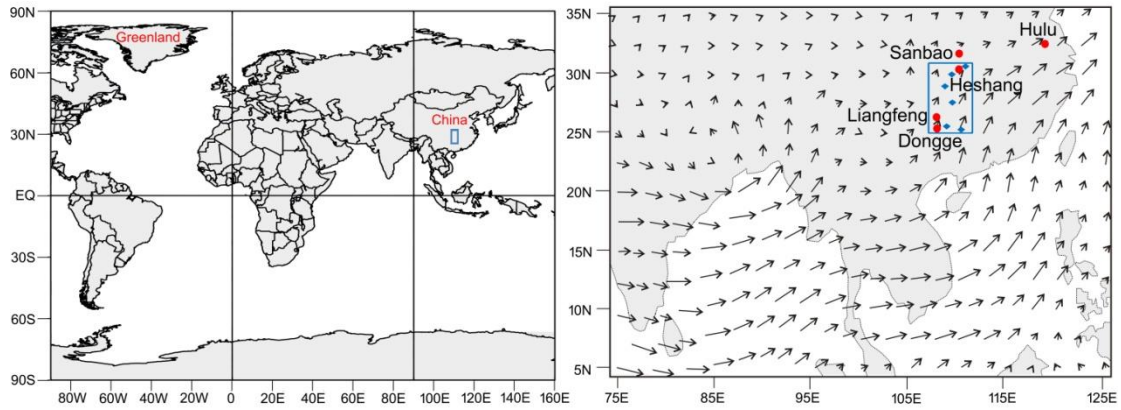 90N
60N
30N
EQ
30S
60S
90S
80W 60W 40W 20W 0 20E 40E 60E 80E 100E 120E 140E 160E
Greenland
China
35N
30N
25N
20N
15N
10N
5N
75E 85E 95E 105E 115E 125E
Hulu
Sanbao
Heshang
Liangfeng
Dongge